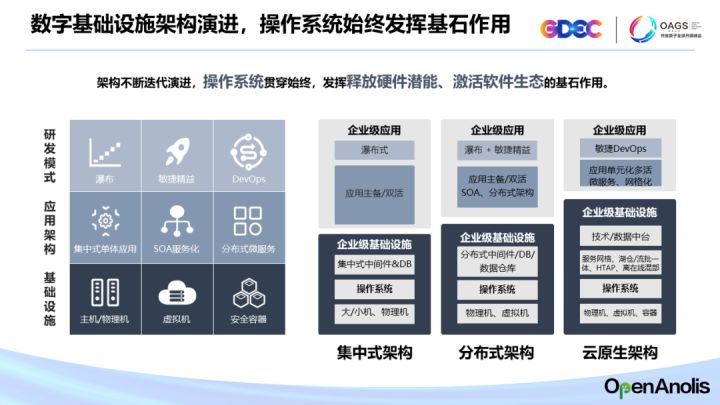 数字基础设施架构演进，操作系统始终发挥基石作用
GDEC
OAGS
开放原子全球开源峰会
架构不断迭代演进，操作系统贯穿始终，发挥释放硬件潜能、激活软件生态的基石作用。
研发模式
瀑布
敏捷精益
DevOps
应用架构
集中式单体应用
SOA服务化
分布式微服务
基础设施
主机/物理机
虚拟机
安全容器
企业级应用
瀑布式
应用主备/双活
企业级基础设施
集中式中间件&DB
操作系统
大/小机、物理机
集中式架构
企业级应用
瀑布 + 敏捷精益
应用主备/双活
SOA、分布式架构
企业级基础设施
分布式中间件/DB/
数据仓库
操作系统
物理机、虚拟机
分布式架构
企业级应用
敏捷DevOps
应用单元化多活
微服务、网格化
企业级基础设施
技术/数据中台
服务网格、湖仓/流批一
体、HTAP、离在线混部
操作系统
物理机、虚拟机、容器
云原生架构
OpenAnolis